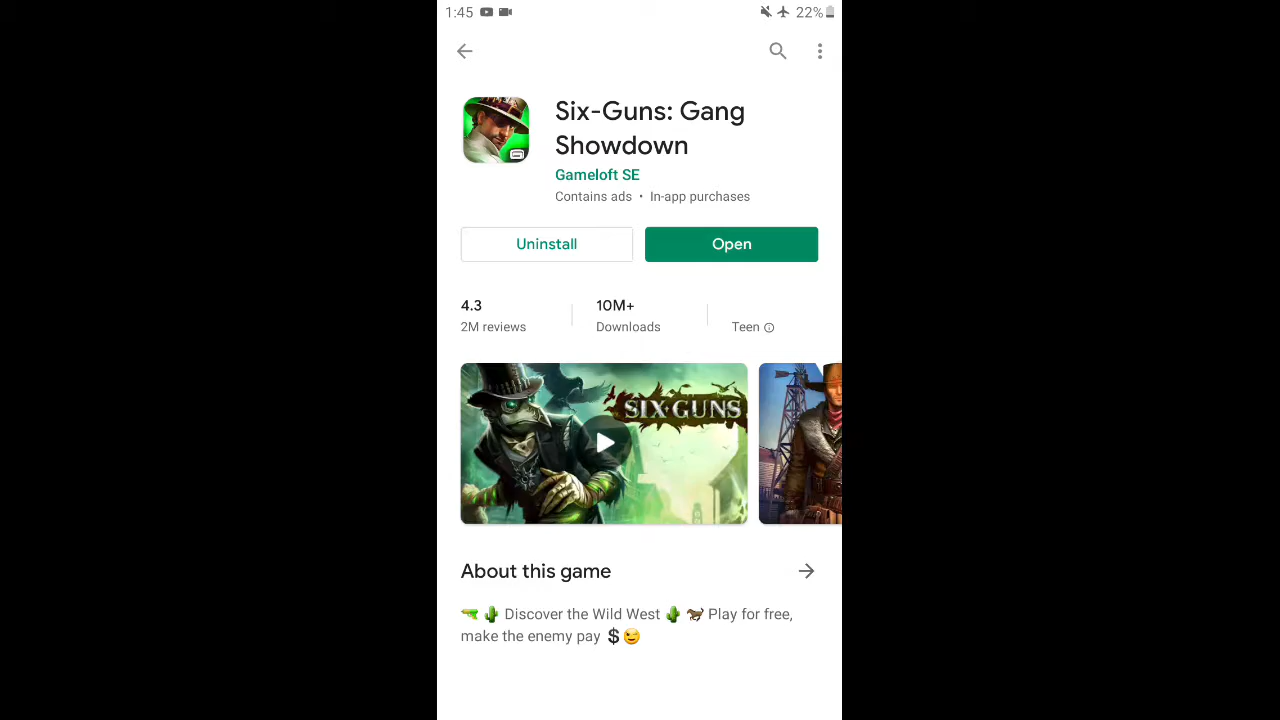 1:45 22%
Six-Guns: Gang
Showdown
Gameloft SE
Contains ads • In-app purchases
Uninstall Open
4.3 10M+
2M reviews Downloads Teen
SIX-GUNS
About this game
🔫 🌵 Discover the Wild West 🌵 🐎 Play for free,
make the enemy pay 💲😉